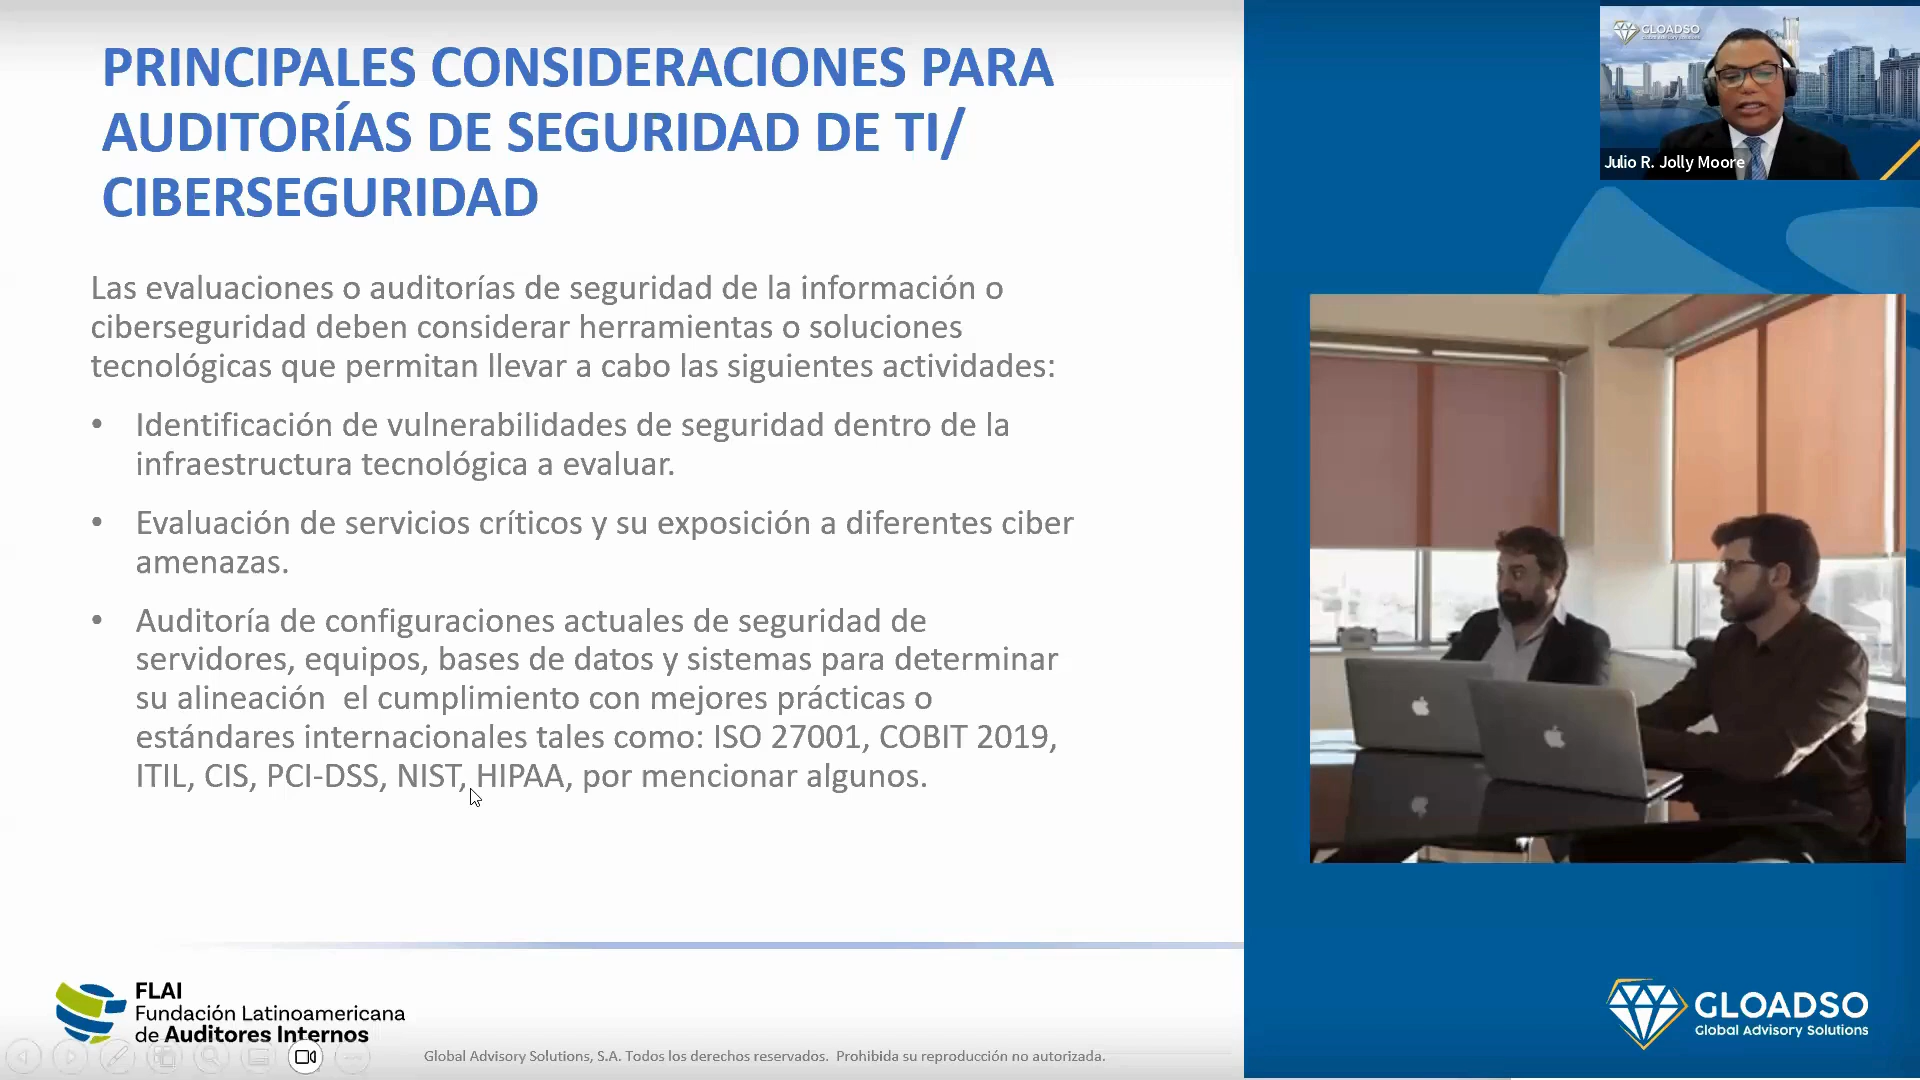 PRINCIPALES CONSIDERACIONES PARA
AUDITORÍAS DE SEGURIDAD DE TI/
CIBERSEGURIDAD
Las evaluaciones o auditorías de seguridad de la información o
ciberseguridad deben considerar herramientas o soluciones
tecnológicas que permitan llevar a cabo las siguientes actividades:
• Identificación de vulnerabilidades de seguridad dentro de la
infraestructura tecnológica a evaluar.
• Evaluación de servicios críticos y su exposición a diferentes ciber
amenazas.
• Auditoría de configuraciones actuales de seguridad de
servidores, equipos, bases de datos y sistemas para determinar
su alineación  el cumplimiento con mejores prácticas o
estándares internacionales tales como: ISO 27001, COBIT 2019,
ITIL, CIS, PCI-DSS, NIST, HIPAA, por mencionar algunos.
GLOADSO
Julio R. Jolly Moore
FLAI
Fundación Latinoamericana
de Auditores Internos
Global Advisory Solutions, S.A. Todos los derechos reservados.  Prohibida su reproducción no autorizada.
GLOADSO
Global Advisory Solutions